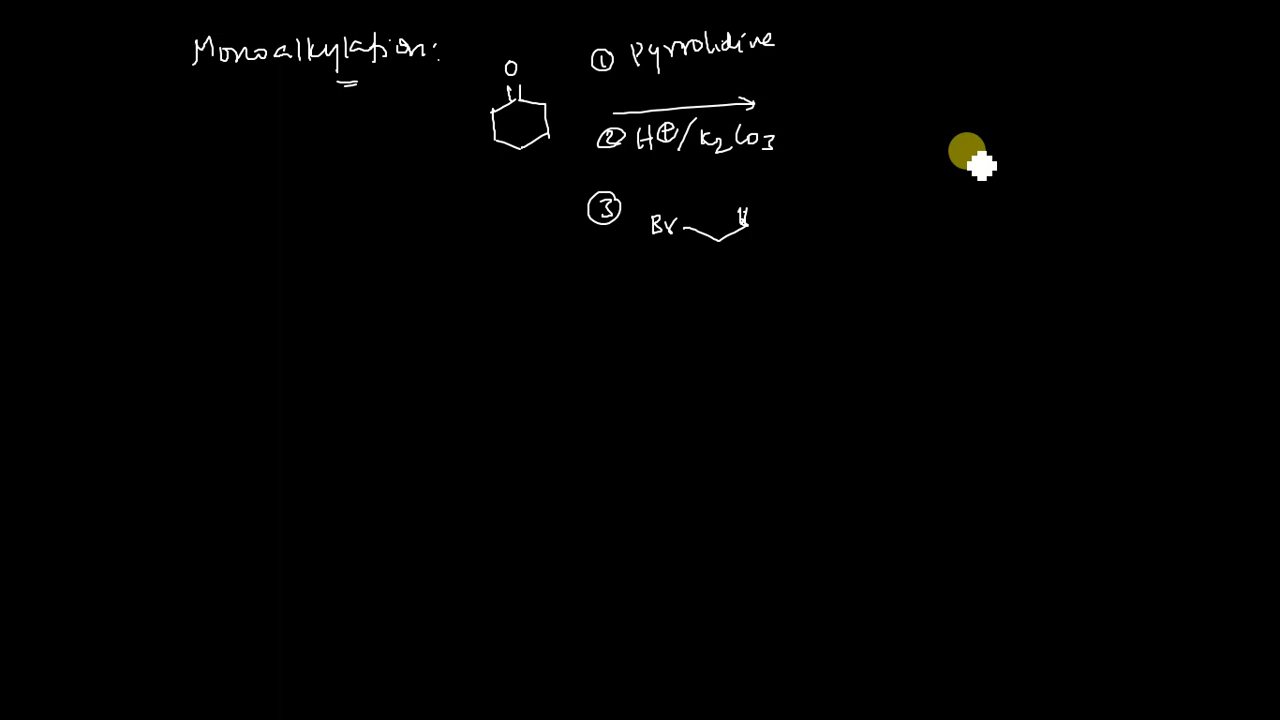 Monoalkylation:
① Pyrrolidine
O
② H⊕/K2CO3
③ Br